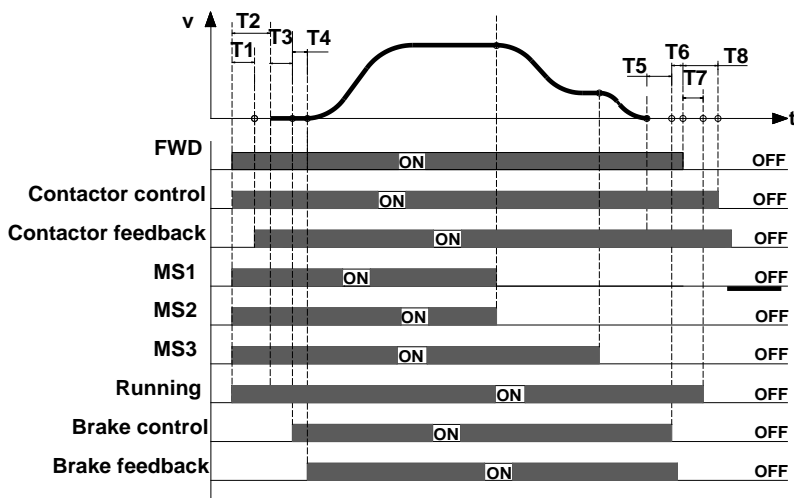 v
T2
T6
T3
T4
T8
T1
T5
T7
t
FWD
ON
OFF
Contactor control
ON
OFF
Contactor feedback
ON
OFF
MS1
ON
OFF
MS2
ON
OFF
MS3
ON
OFF
Running
ON
OFF
Brake control
ON
OFF
Brake feedback
ON
OFF